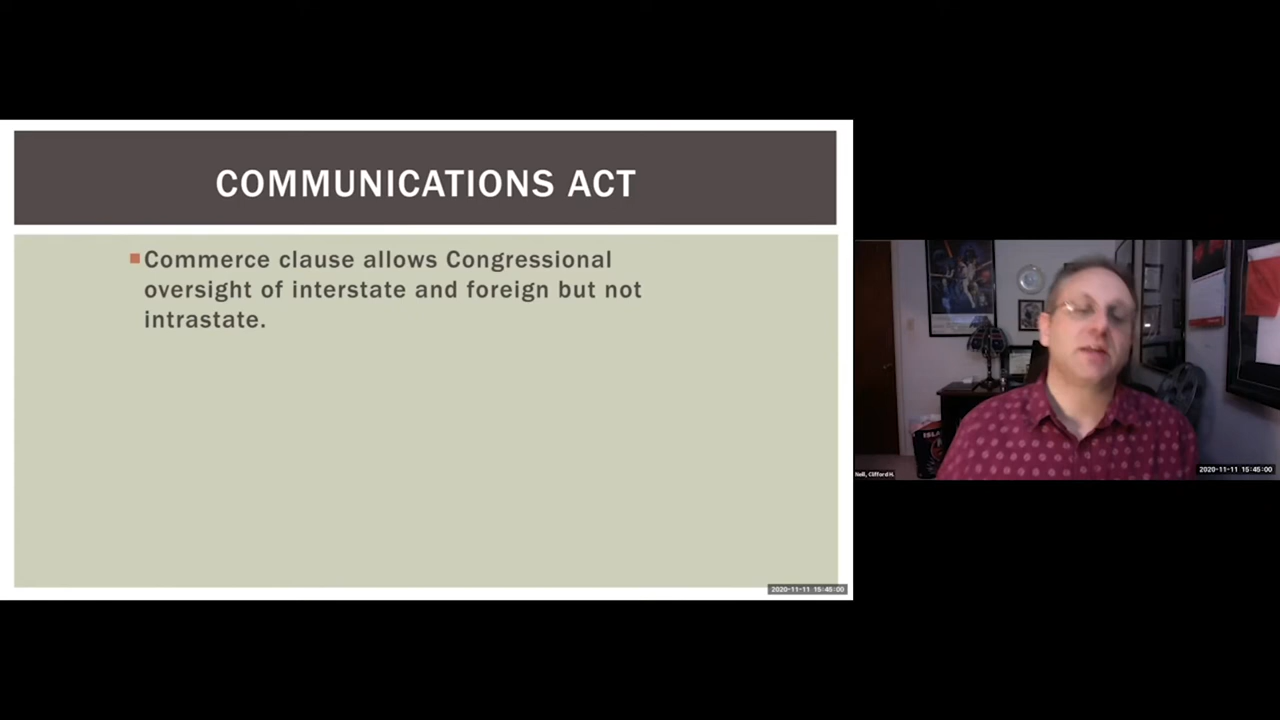 COMMUNICATIONS ACT
Commerce clause allows Congressional
oversight of interstate and foreign but not
intrastate.
2020-11-11 15:45:00
Neill, Clifford H.
2020-11-11 15:45:00